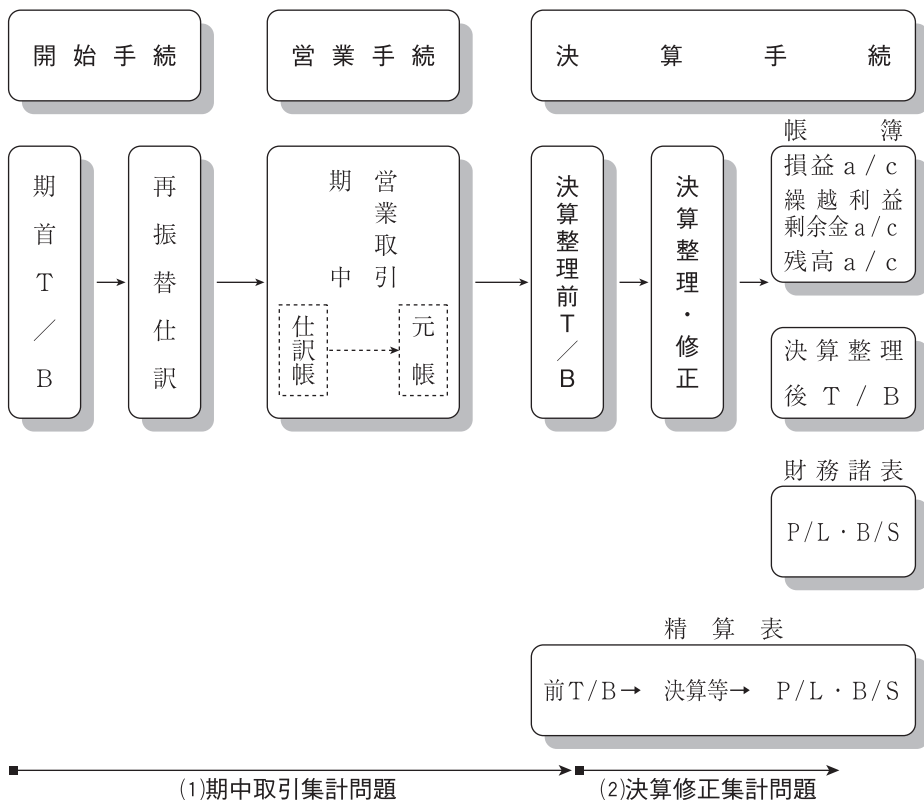 開始手続
営業手続
決算手続
期首T／B
再振替仕訳
期中
営業取引
仕訳帳
元帳
決算整理前T／B
決算整理・修正
帳簿
損益a/c
繰越利益
剰余金a/c
残高a/c
決算整理
後T/B
財務諸表
P/L・B/S
精算表
前T/B→ 決算等→ P/L・B/S
(1)期中取引集計問題
(2)決算修正集計問題